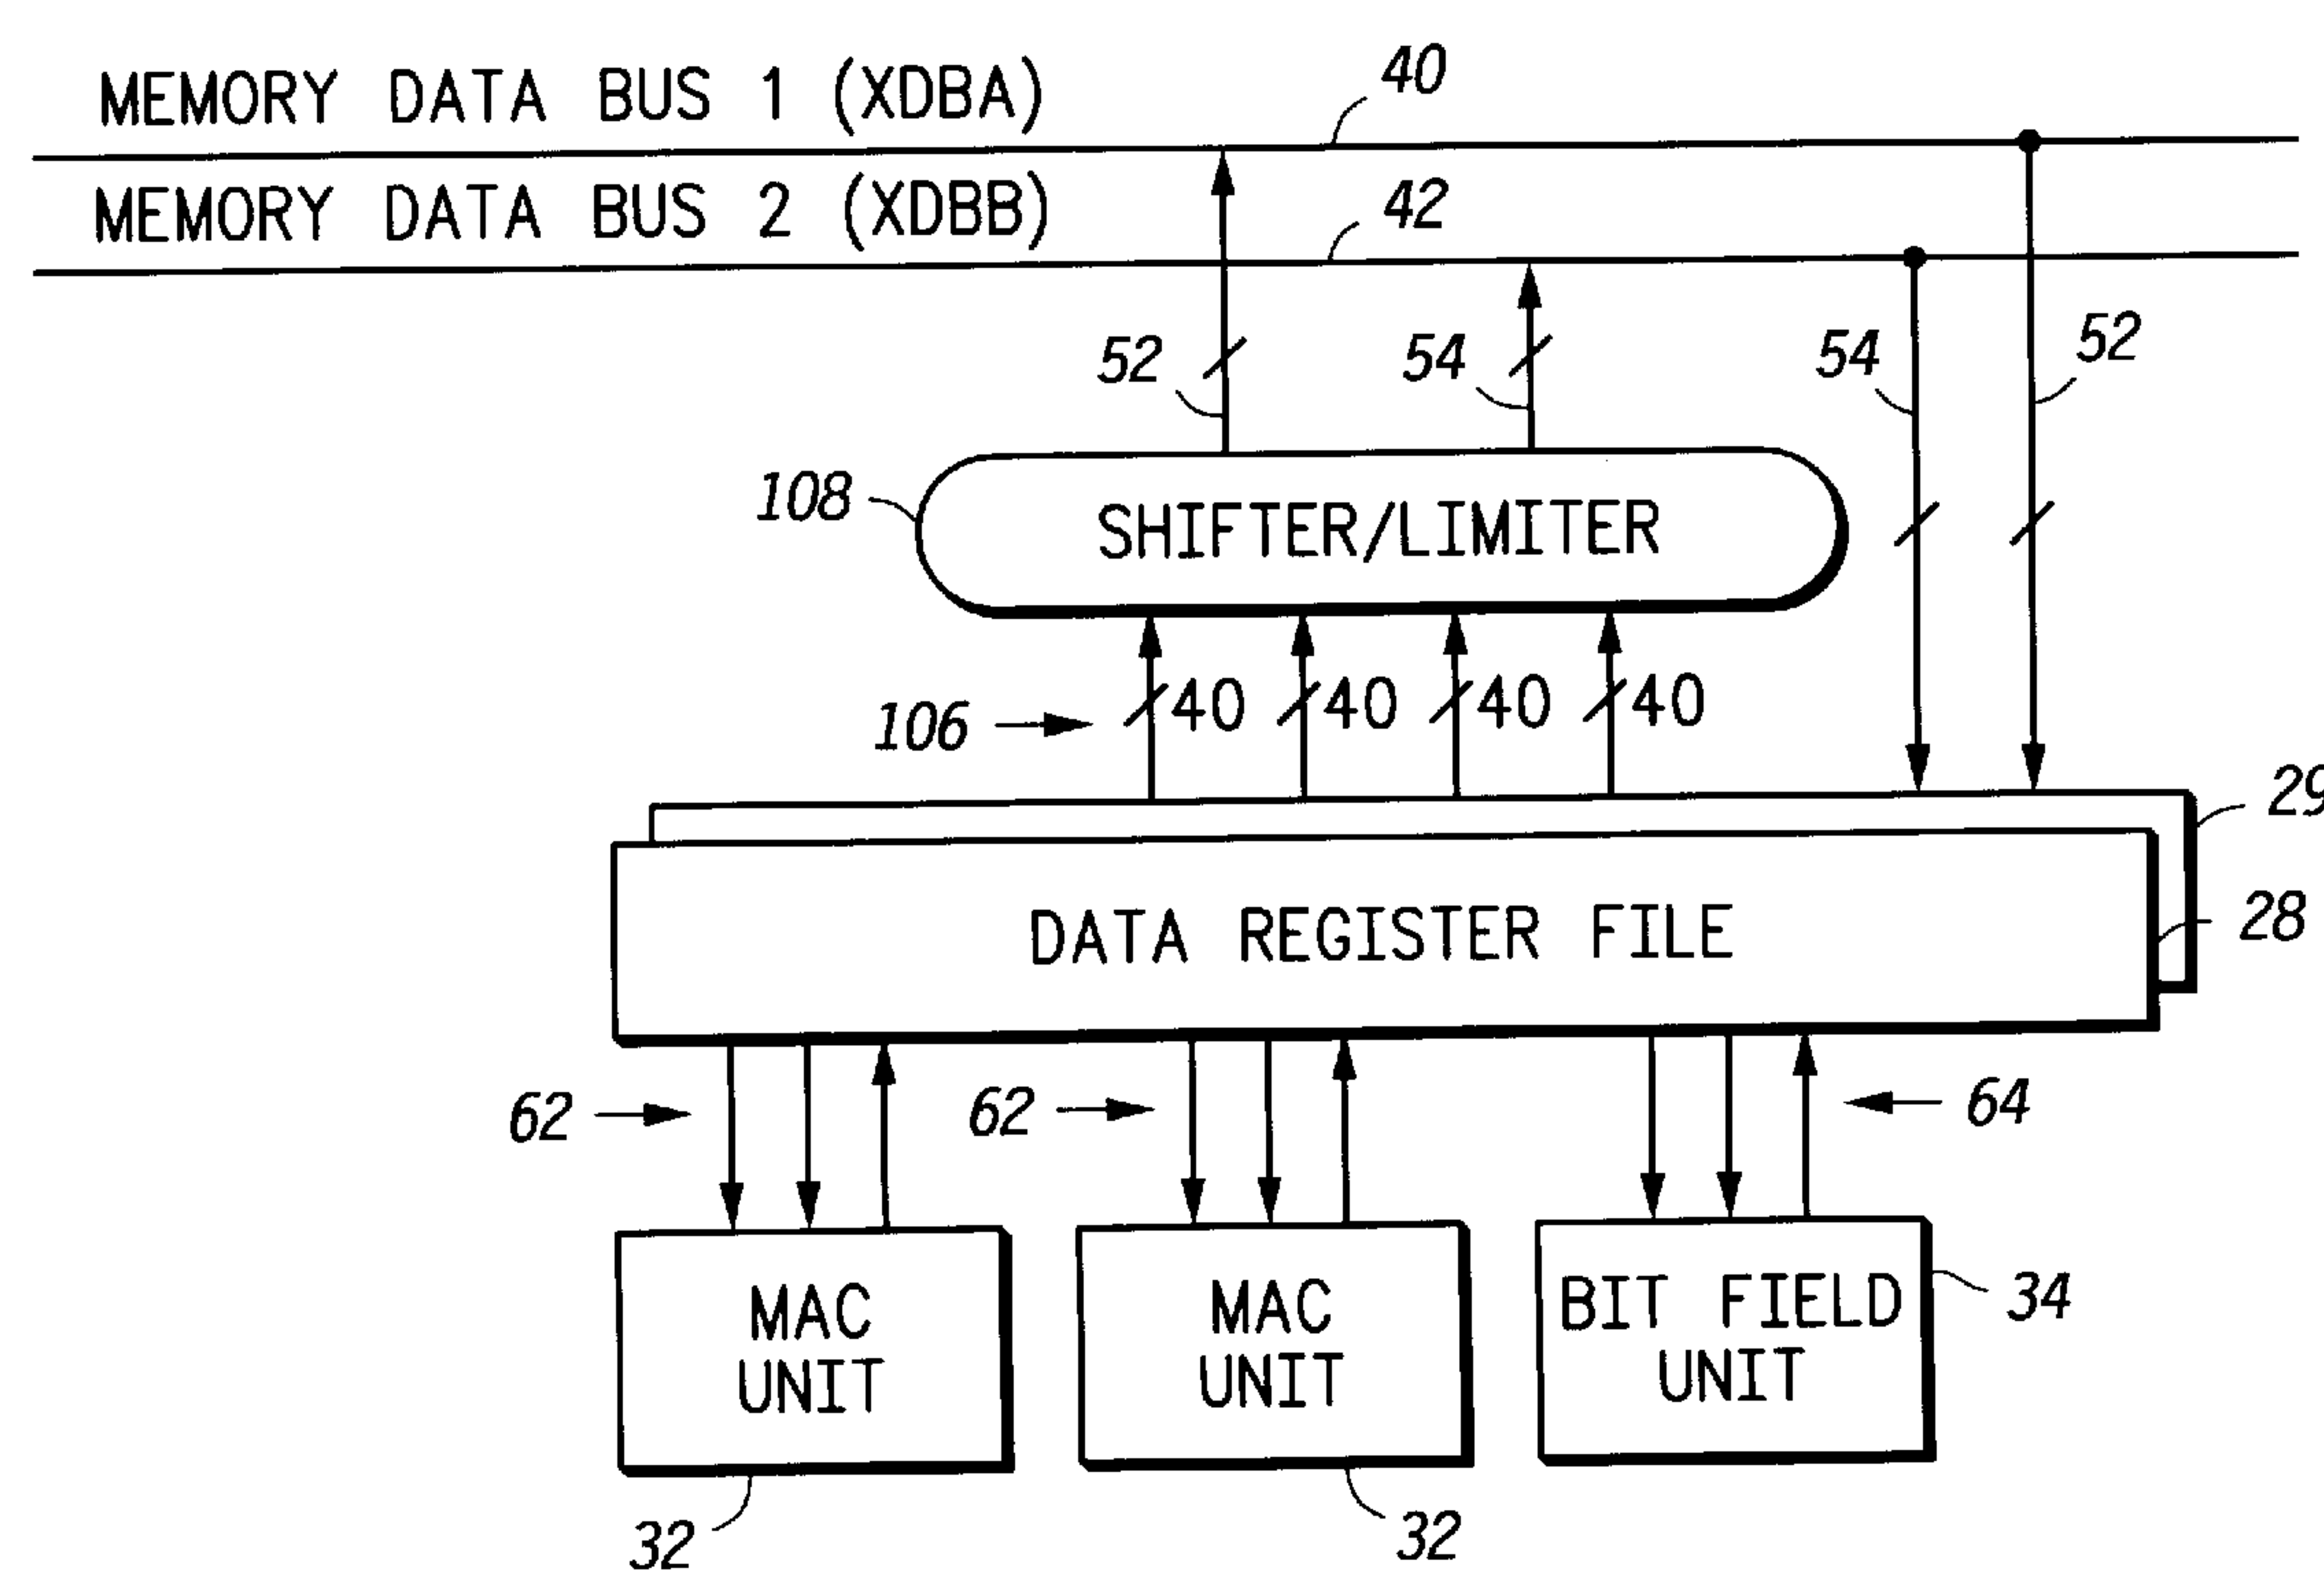 MEMORY DATA BUS 1 (XDBA)
40
MEMORY DATA BUS 2 (XDBB)
42
52
54
54
52
108
SHIFTER/LIMITER
106
40
40
40
40
29
DATA REGISTER FILE
28
62
62
64
MAC
UNIT
MAC
UNIT
BIT FIELD
UNIT
34
32
32